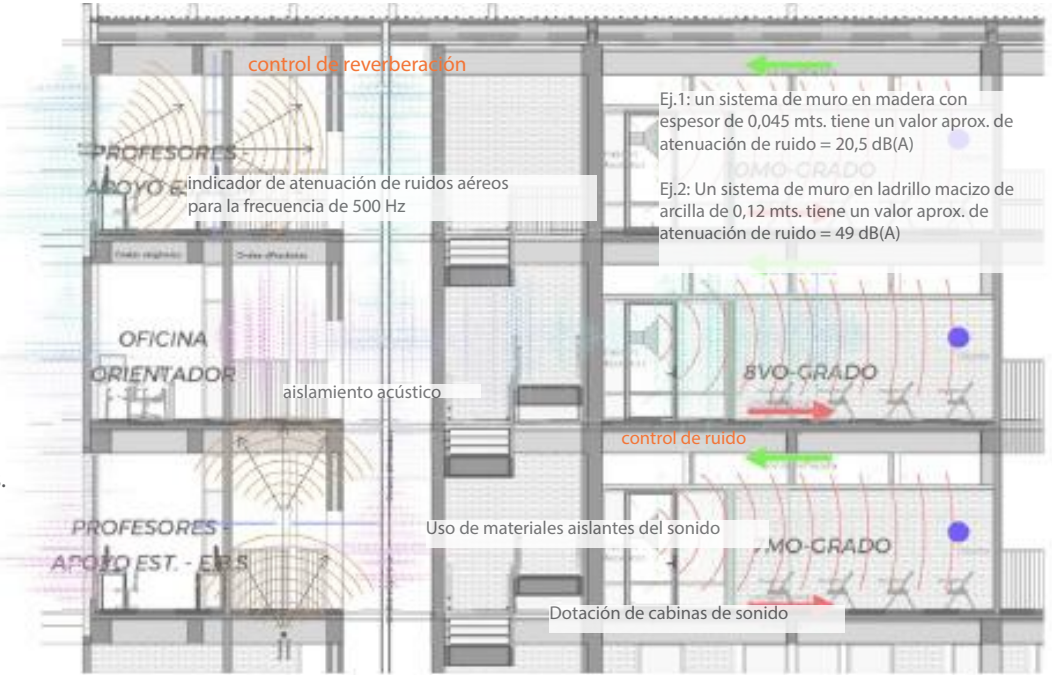 control de reverberación
Ej.1: un sistema de muro en madera con
espesor de 0,045 mts. tiene un valor aprox. de
atenuación de ruido = 20,5 dB(A)
PROFESORES
APOYO
indicador de atenuación de ruidos aéreos
para la frecuencia de 500 Hz
10MO-GRADO
Ej.2: Un sistema de muro en ladrillo macizo de
arcilla de 0,12 mts. tiene un valor aprox. de
atenuación de ruido = 49 dB(A)
OFICINA
ORIENTADOR
8VO-GRADO
aislamiento acústico
control de ruido
PROFESORES -
APOYO EST. - E.B.S
Uso de materiales aislantes del sonido
7MO-GRADO
Dotación de cabinas de sonido